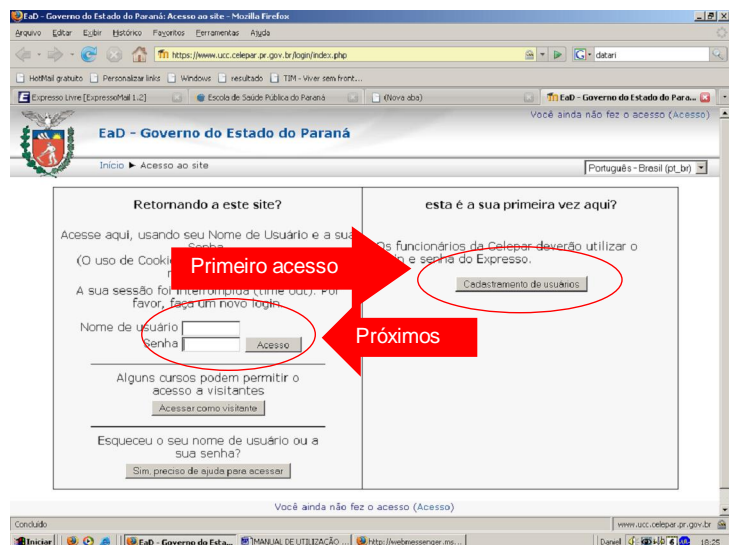 EaD - Governo do Estado do Paraná: Acesso ao site - Mozilla Firefox
Arquivo Editar Exibir Histórico Favoritos Ferramentas Ajuda
https://www.ucc.celepar.pr.gov.br/login/index.php
datari
HotMail gratuito Personalizar links Windows resultado TIM - Viver sem front...
Expresso Livre [ExpressoMail 1.2] Escola de Saúde Pública do Paraná (Nova aba) EaD - Governo do Estado do Para...
Você ainda não fez o acesso (Acesso)
EaD - Governo do Estado do Paraná
Início ► Acesso ao site
Português - Brasil (pt_br)
Retornando a este site?
Acesse aqui, usando seu Nome de Usuário e a sua
Senha
(O uso de Cooki
A sua sessão foi interrompida (time out). Por
favor, faça um novo login.
Nome de usuário
Senha
Acesso
Alguns cursos podem permitir o
acesso a visitantes
Acessar como visitante
Esqueceu o seu nome de usuário ou a
sua senha?
Sim, preciso de ajuda para acessar
esta é a sua primeira vez aqui?
Os funcionários da Celepar deverão utilizar o
e senha do Expresso.
Cadastramento de usuários
Primeiro acesso
Próximos
Você ainda não fez o acesso (Acesso)
Concluído
www.ucc.celepar.pr.gov.br
Iniciar EaD - Governo do Esta... MANUAL DE UTILIZAÇÃO ... http://webmessenger.ms... Daniel 18:25